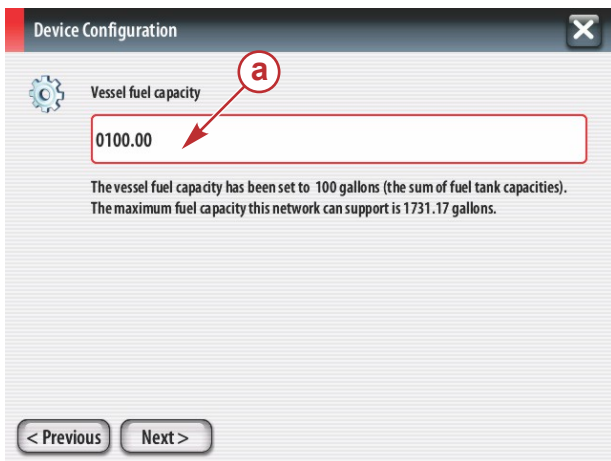 Device Configuration
a
Vessel fuel capacity
0100.00
The vessel fuel capacity has been set to 100 gallons (the sum of fuel tank capacities).
The maximum fuel capacity this network can support is 1731.17 gallons.
< Previous
Next >